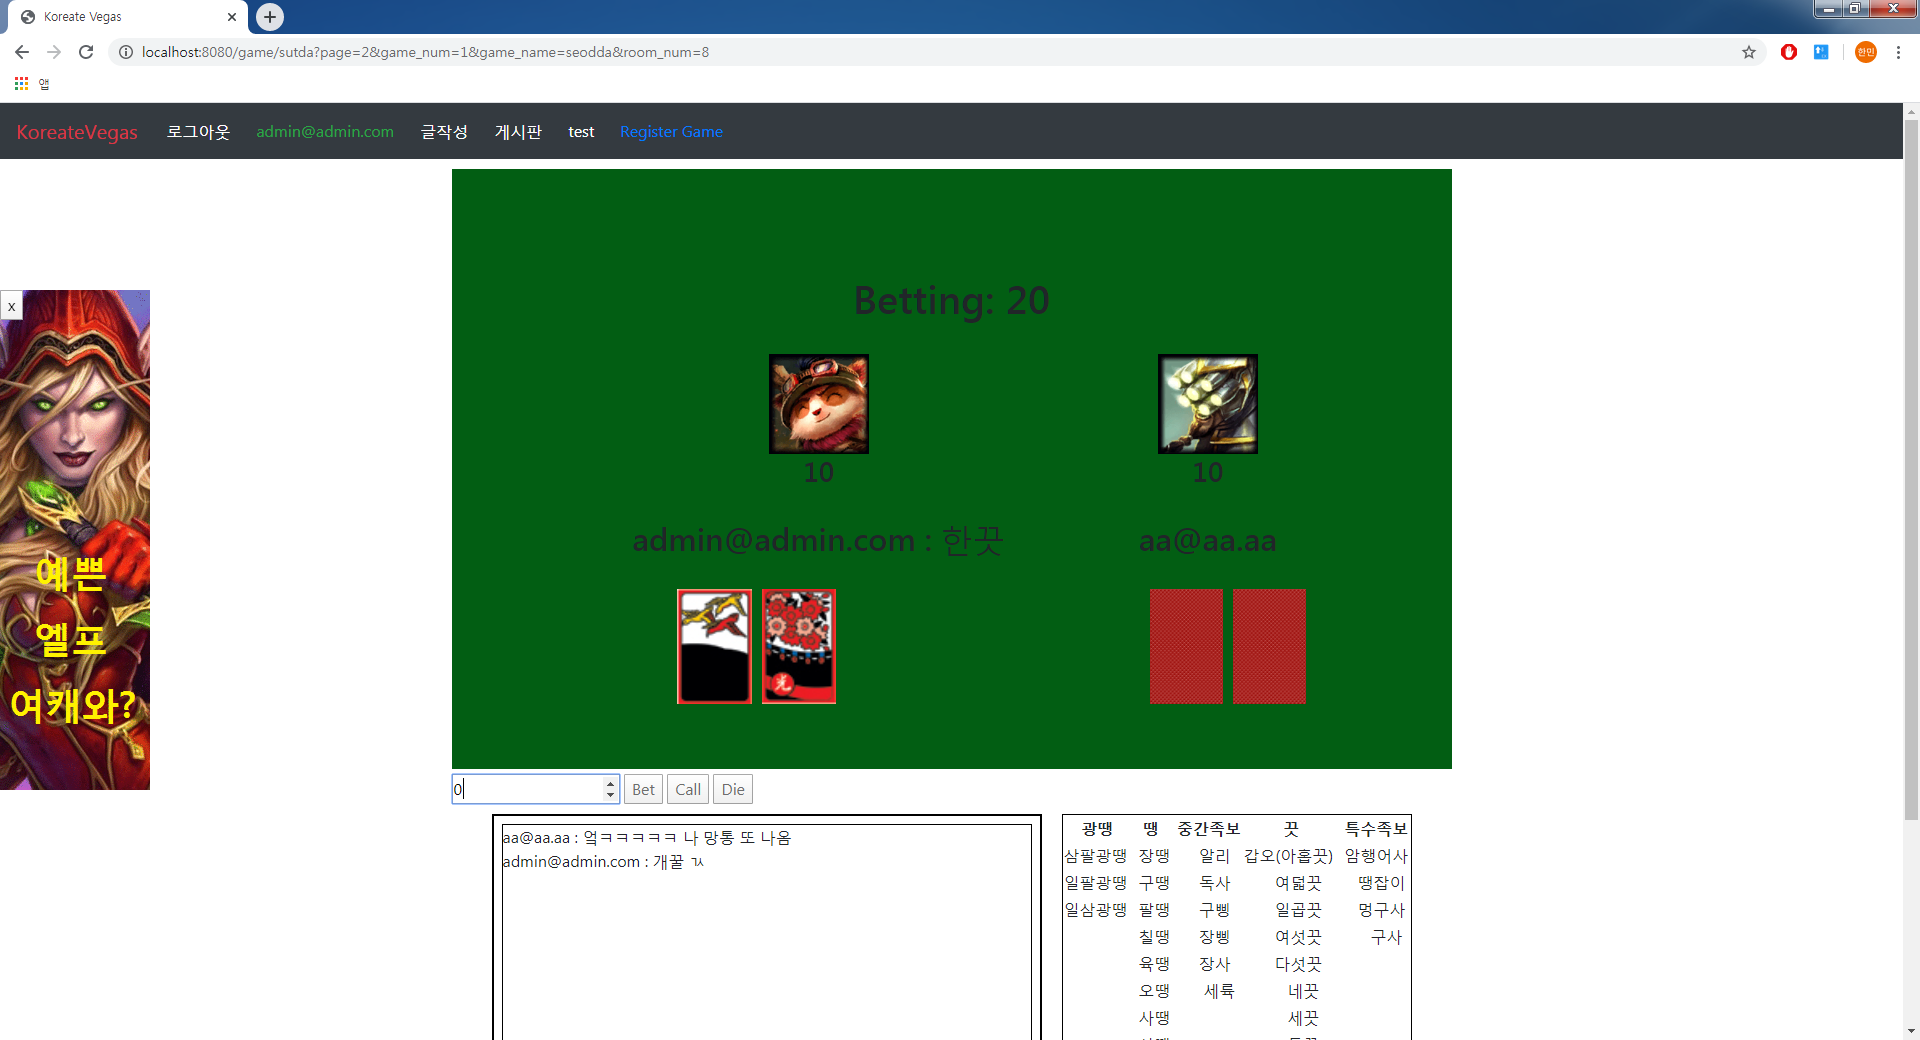 Koreate Vegas
localhost:8080/game/sutda?page=2&game_num=1&game_name=seodda&room_num=8
한민
앱
KoreateVegas 로그아웃 admin@admin.com 글작성 게시판 test Register Game
x
예쁜
엘프
여캐와?
Betting: 20
10 10
admin@admin.com : 한끗 aa@aa.aa
光
0 Bet Call Die
aa@aa.aa : 엌ㅋㅋㅋㅋㅋ 나 망통 또 나옴
admin@admin.com : 개꿀 ㄳ
광땡 땡 중간족보 끗 특수족보
삼팔광땡 장땡 알리 갑오(아홉끗) 암행어사
일팔광땡 구땡 독사 여덟끗 땡잡이
일삼광땡 팔땡 구삥 일곱끗 멍구사
칠땡 장삥 여섯끗 구사
육땡 장사 다섯끗
오땡 세륙 네끗
사땡 세끗